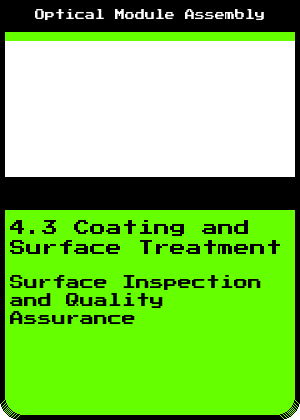 Optical Module Assembly
4.3 Coating and
Surface Treatment
Surface Inspection
and Quality
Assurance